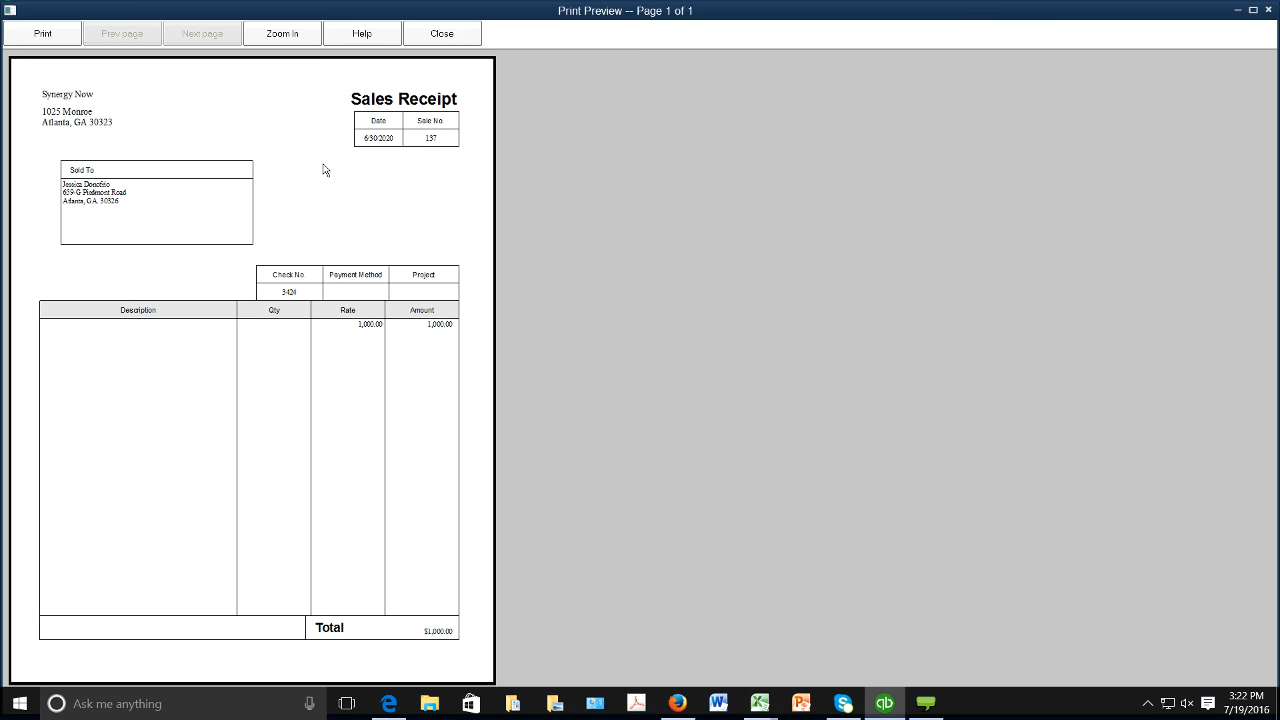 Print Preview -- Page 1 of 1
Print
Prev page
Next page
Zoom In
Help
Close
Synergy Now
1025 Monroe
Atlanta, GA 30323
Sales Receipt
Date
Sale No.
6/30/2020
137
Sold To
Jessica Donofrio
659-G Piedmont Road
Atlanta, GA. 30326
Check No.
Payment Method
Project
3424
Description
Qty
Rate
Amount
1,000.00
1,000.00
Total
$1,000.00
Ask me anything
3:22 PM
7/19/2016